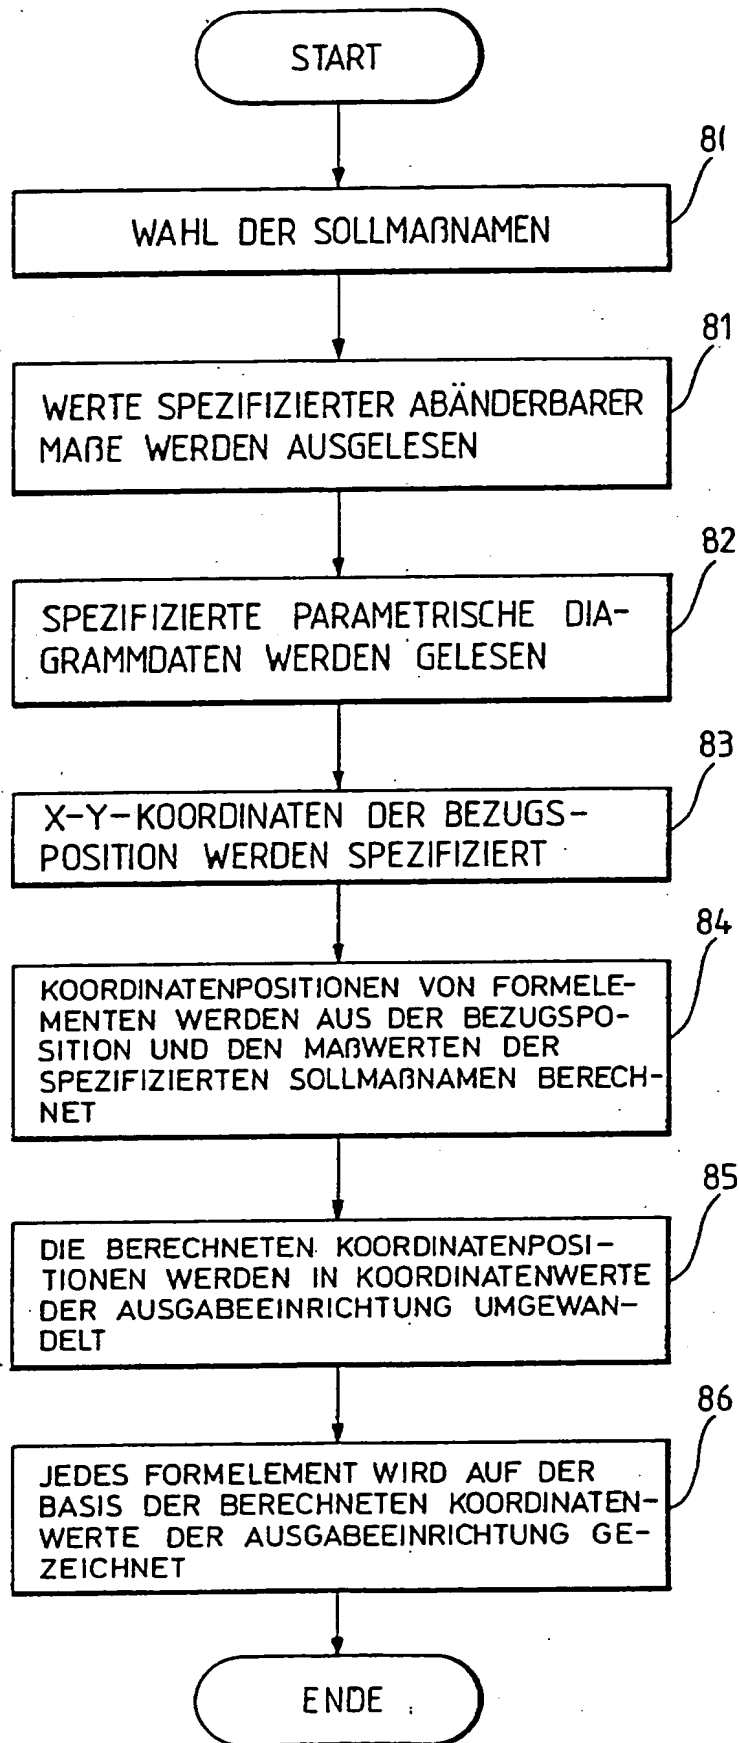 START
81
WAHL DER SOLLMAßNAMEN
81
WERTE SPEZIFIZIERTER ABÄNDERBARER
MAßE WERDEN AUSGELESEN
82
SPEZIFIZIERTE PARAMETRISCHE DIA-
GRAMMDATEN WERDEN GELESEN
83
X-Y-KOORDINATEN DER BEZUGS-
POSITION WERDEN SPEZIFIZIERT
84
KOORDINATENPOSITIONEN VON FORMELE-
MENTEN WERDEN AUS DER BEZUGSPO-
SITION UND DEN MAßWERTEN DER
SPEZIFIZIERTEN SOLLMAßNAMEN BERECH-
NET
85
DIE BERECHNETEN KOORDINATENPOSI-
TIONEN WERDEN IN KOORDINATENWERTE
DER AUSGABEEINRICHTUNG UMGEWAN-
DELT
86
JEDES FORMELEMENT WIRD AUF DER
BASIS DER BERECHNETEN KOORDINATEN-
WERTE DER AUSGABEEINRICHTUNG GE-
ZEICHNET
ENDE